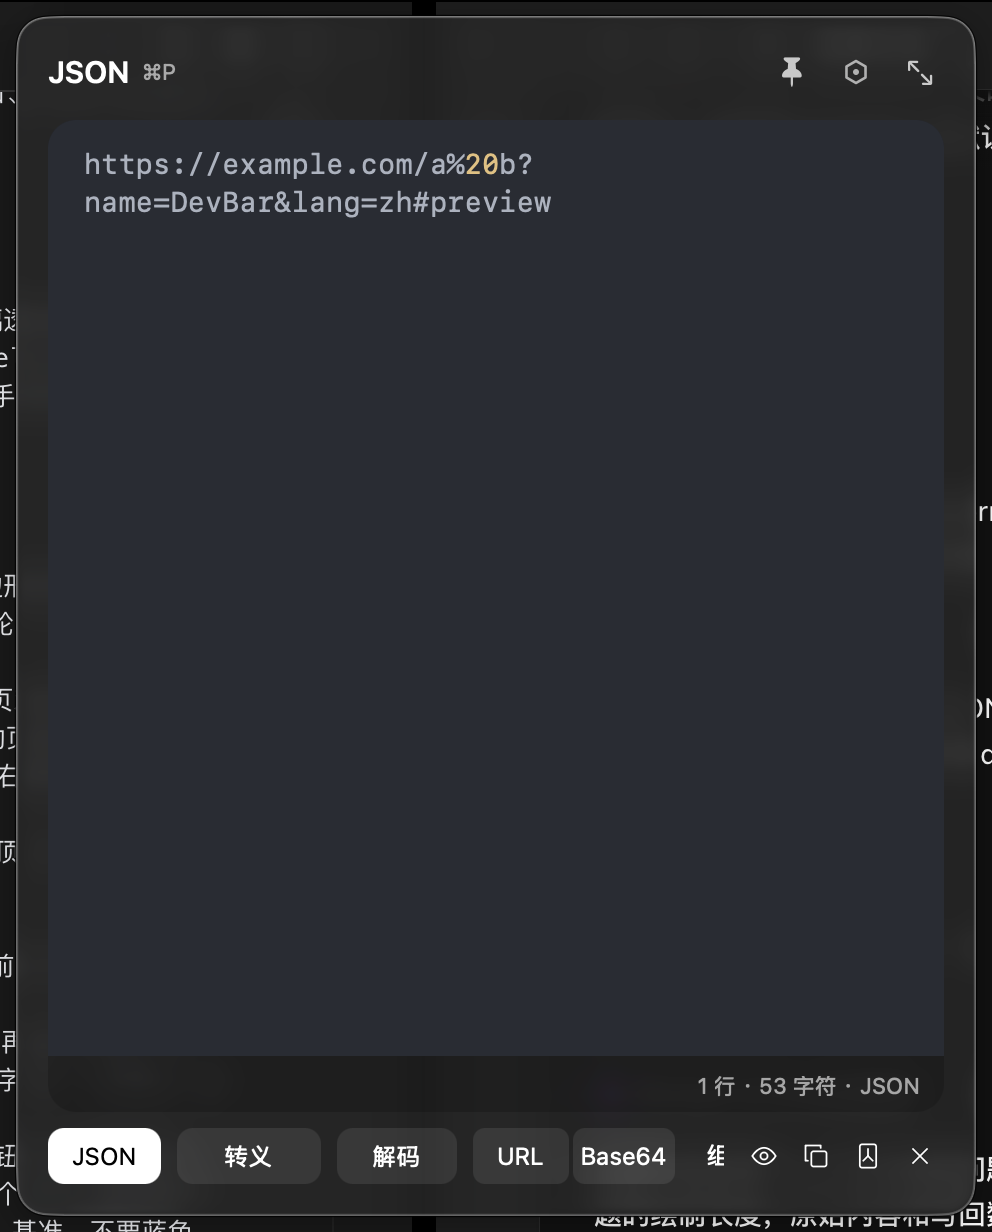 JSON ⌘P
https://example.com/a%20b?
name=DevBar&lang=zh#preview
1 行 · 53 字符 · JSON
JSON 转义 解码 URL Base64